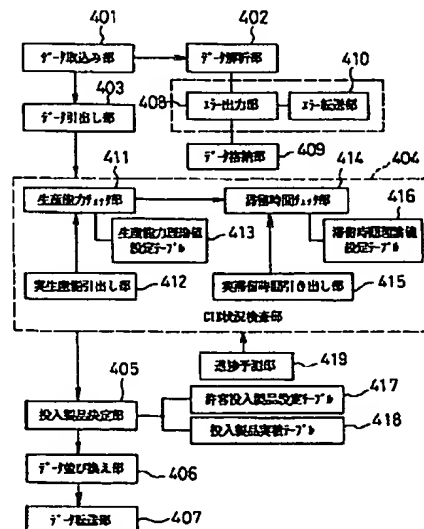 401
402
データ取込み部
データ解析部
410
403
408
エラー出力部
エラー転送部
データ引出し部
データ格納部
409
404
411
414
生産能力チェック部
滞留時間チェック部
416
生産能力理論値
設定テーブル
413
滞留時間理論値
設定テーブル
実生産能引出し部
412
実滞留時間引き出し部
415
状況検査部
進捗予測部
419
405
投入製品決定部
許容投入製品設定テーブル
417
投入製品実績テーブル
418
データ並び換え部
406
データ転送部
407